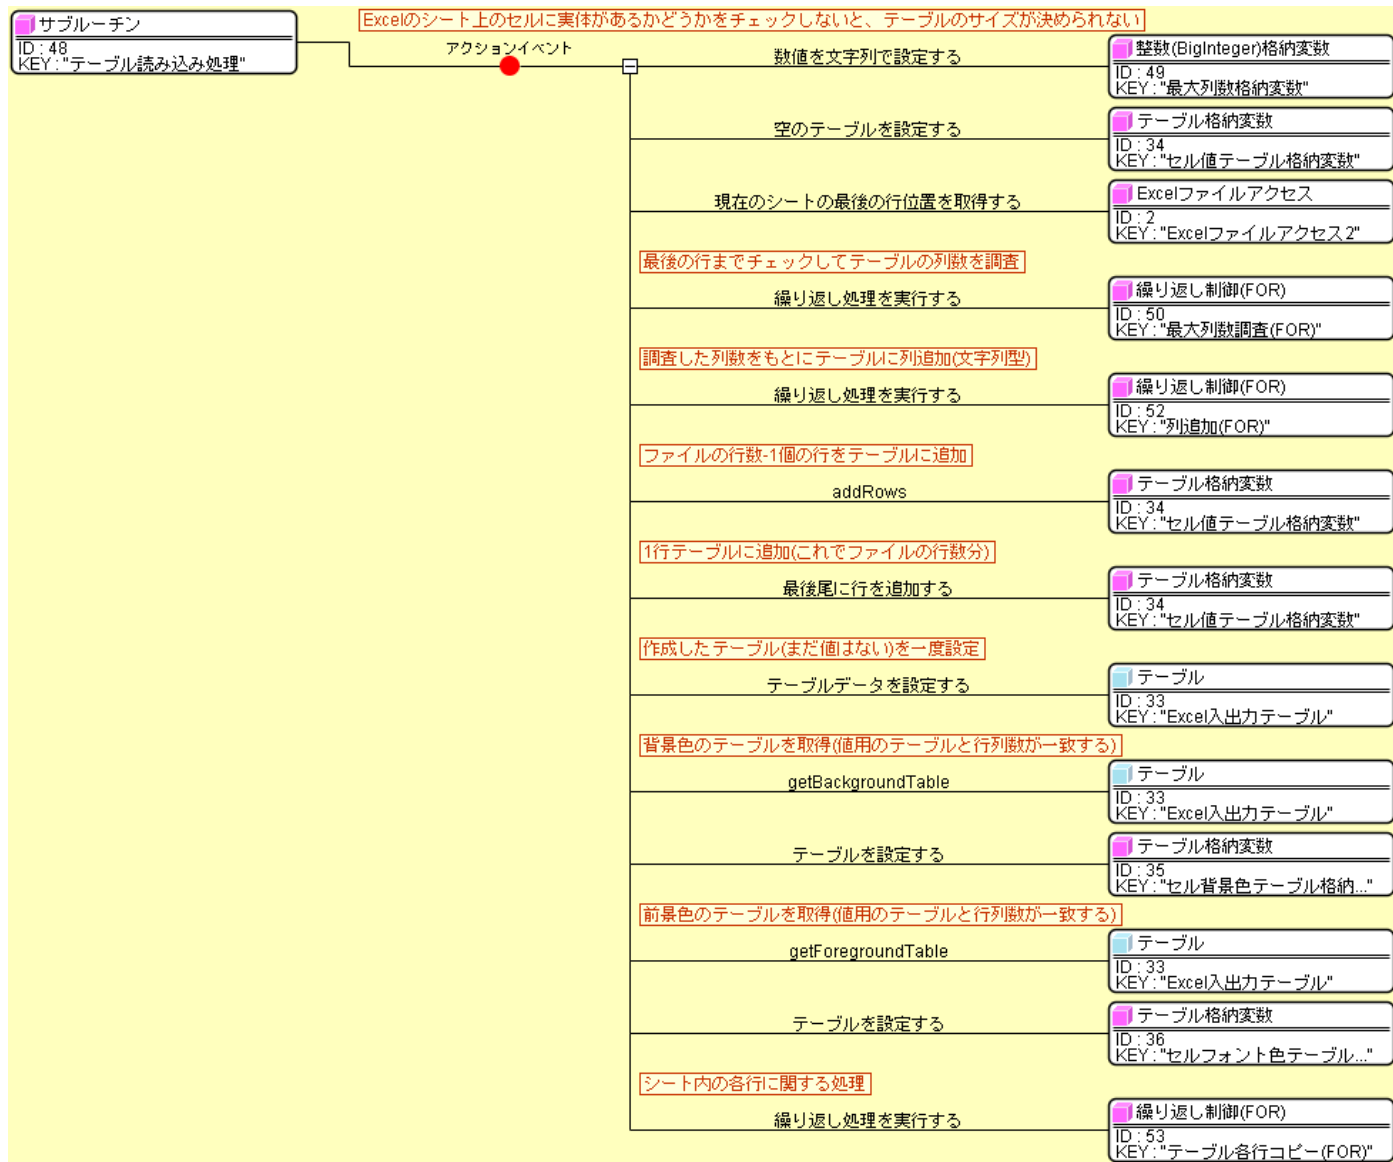 Excelのシート上のセルに実体があるかどうかをチェックしないと、テーブルのサイズが決められない
サブルーチン
ID : 48
KEY : "テーブル読み込み処理"
アクションイベント
数値を文字列で設定する
整数(BigInteger)格納変数
ID : 49
KEY : "最大列数格納変数"
空のテーブルを設定する
テーブル格納変数
ID : 34
KEY : "セル値テーブル格納変数"
現在のシートの最後の行位置を取得する
Excelファイルアクセス
ID : 2
KEY : "Excelファイルアクセス2"
最後の行までチェックしてテーブルの列数を調査
繰り返し処理を実行する
繰り返し制御(FOR)
ID : 50
KEY : "最大列数調査(FOR)"
調査した列数をもとにテーブルに列追加(文字列型)
繰り返し処理を実行する
繰り返し制御(FOR)
ID : 52
KEY : "列追加(FOR)"
ファイルの行数-1個の行をテーブルに追加
addRows
テーブル格納変数
ID : 34
KEY : "セル値テーブル格納変数"
1行テーブルに追加(これでファイルの行数分)
最後尾に行を追加する
テーブル格納変数
ID : 34
KEY : "セル値テーブル格納変数"
作成したテーブル(まだ値はない)を一度設定
テーブルデータを設定する
テーブル
ID : 33
KEY : "Excel入出力テーブル"
背景色のテーブルを取得(値用のテーブルと行列数が一致する)
getBackgroundTable
テーブル
ID : 33
KEY : "Excel入出力テーブル"
テーブルを設定する
テーブル格納変数
ID : 35
KEY : "セル背景色テーブル格納..."
前景色のテーブルを取得(値用のテーブルと行列数が一致する)
getForegroundTable
テーブル
ID : 33
KEY : "Excel入出力テーブル"
テーブルを設定する
テーブル格納変数
ID : 36
KEY : "セルフォント色テーブル..."
シート内の各行に関する処理
繰り返し処理を実行する
繰り返し制御(FOR)
ID : 53
KEY : "テーブル各行コピー(FOR)"